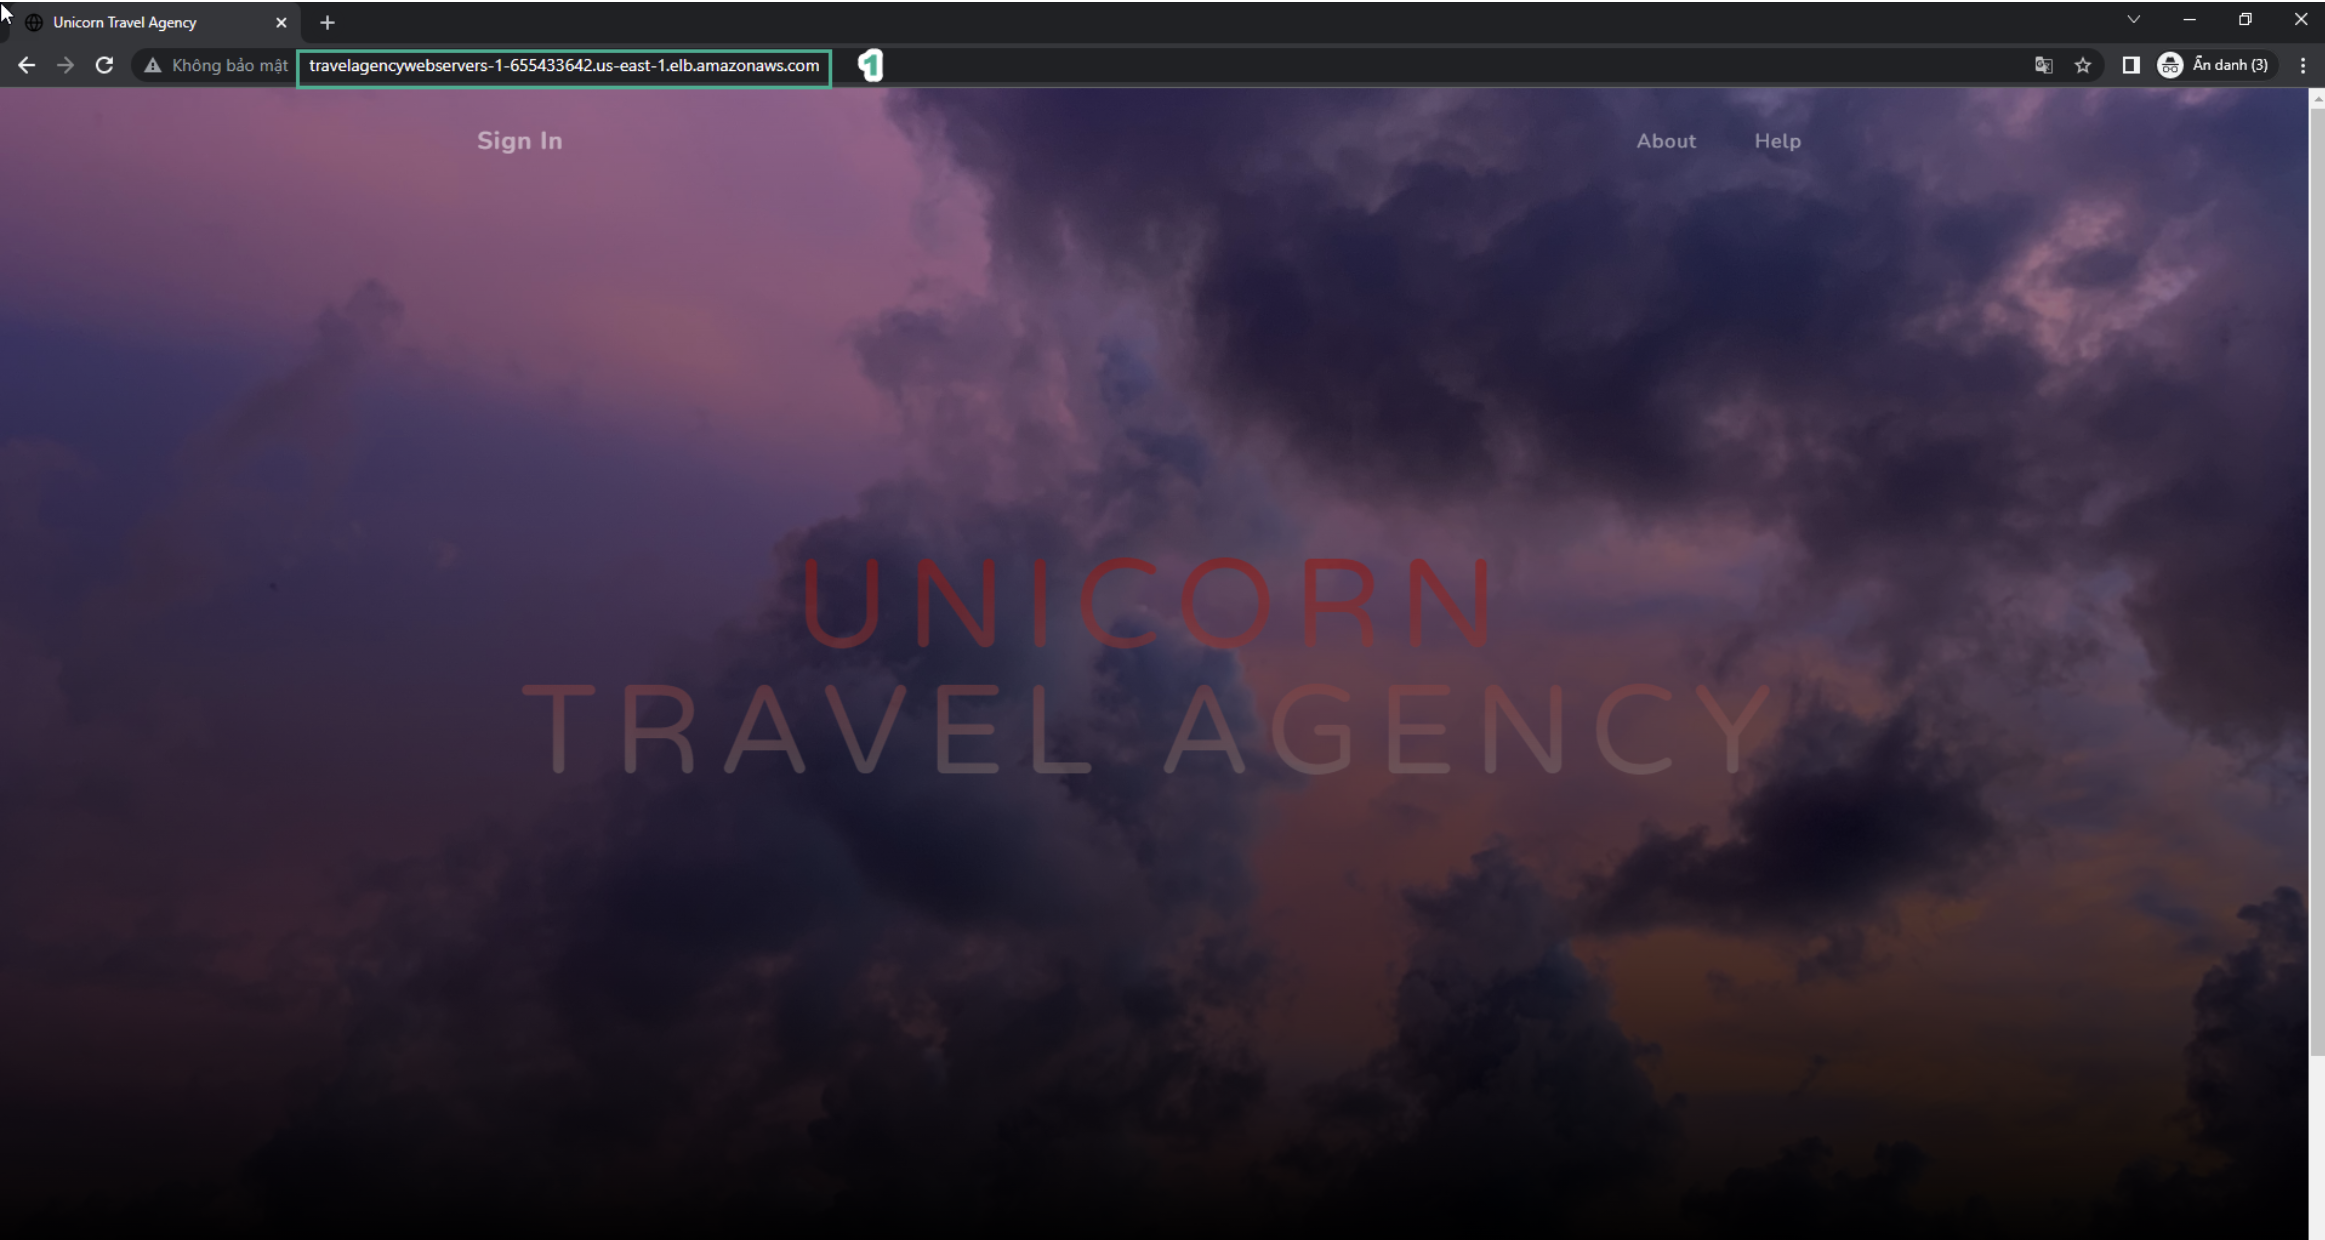 Unicorn Travel Agency
Không bảo mật travelagencywebservers-1-655433642.us-east-1.elb.amazonaws.com 1 Ẩn danh (3)
Sign In About Help
UNICORN
TRAVEL AGENCY